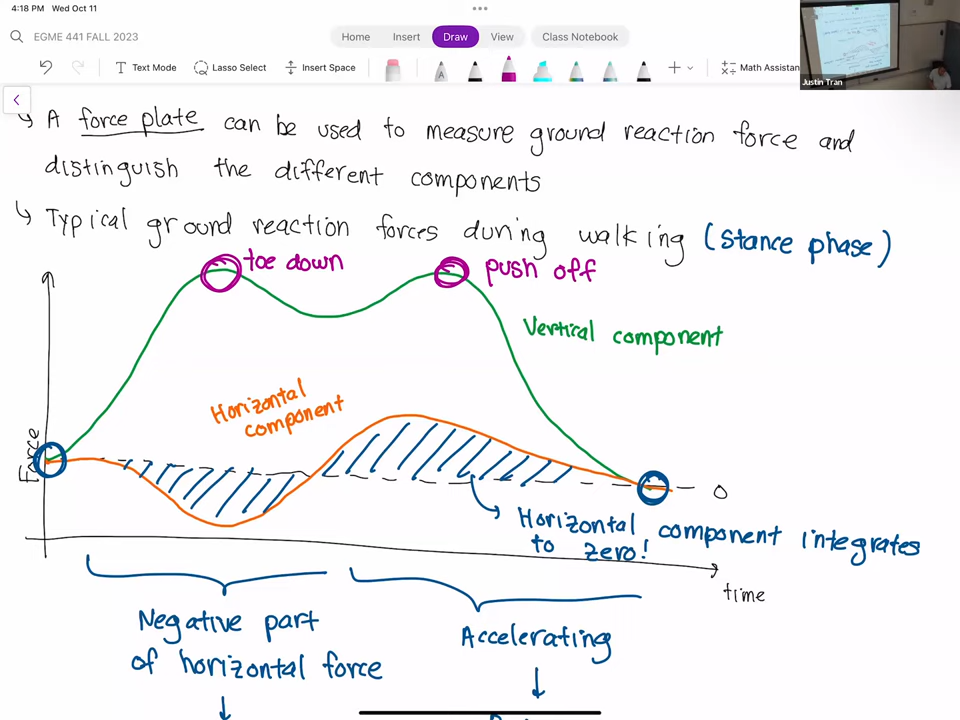 4:18 PM Wed Oct 11
EGME 441 FALL 2023
Home Insert Draw View Class Notebook
Text Mode Lasso Select Insert Space Math Assistan
Justin Tran
↳ A force plate can be used to measure ground reaction force and
distinguish the different components
↳ Typical ground reaction forces during walking (stance phase)
toe down
push off
Vertical component
Horizontal
component
Force
0
↳ Horizontal component integrates
to zero!
time
Negative part
of horizontal force
Accelerating